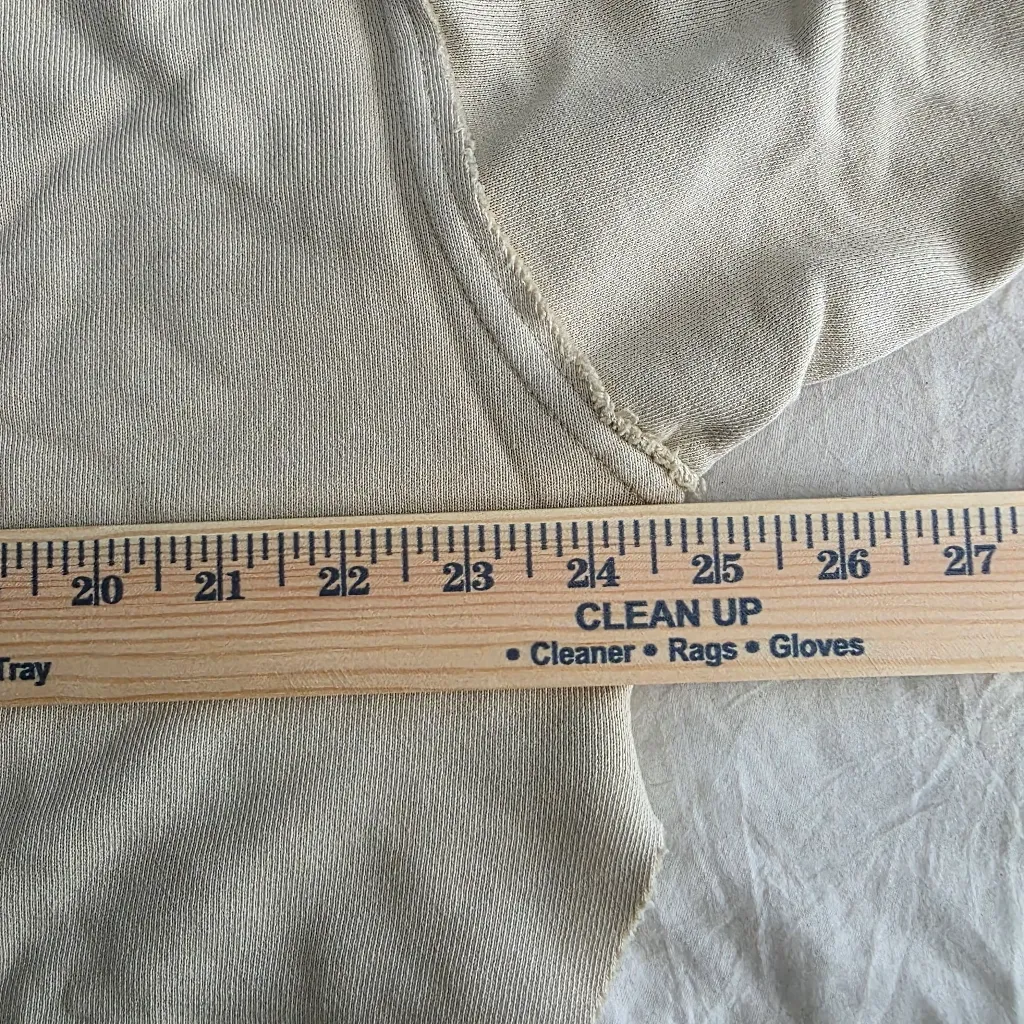 20 21 22 23 24 25 26 27
CLEAN UP
• Cleaner • Rags • Gloves
Tray